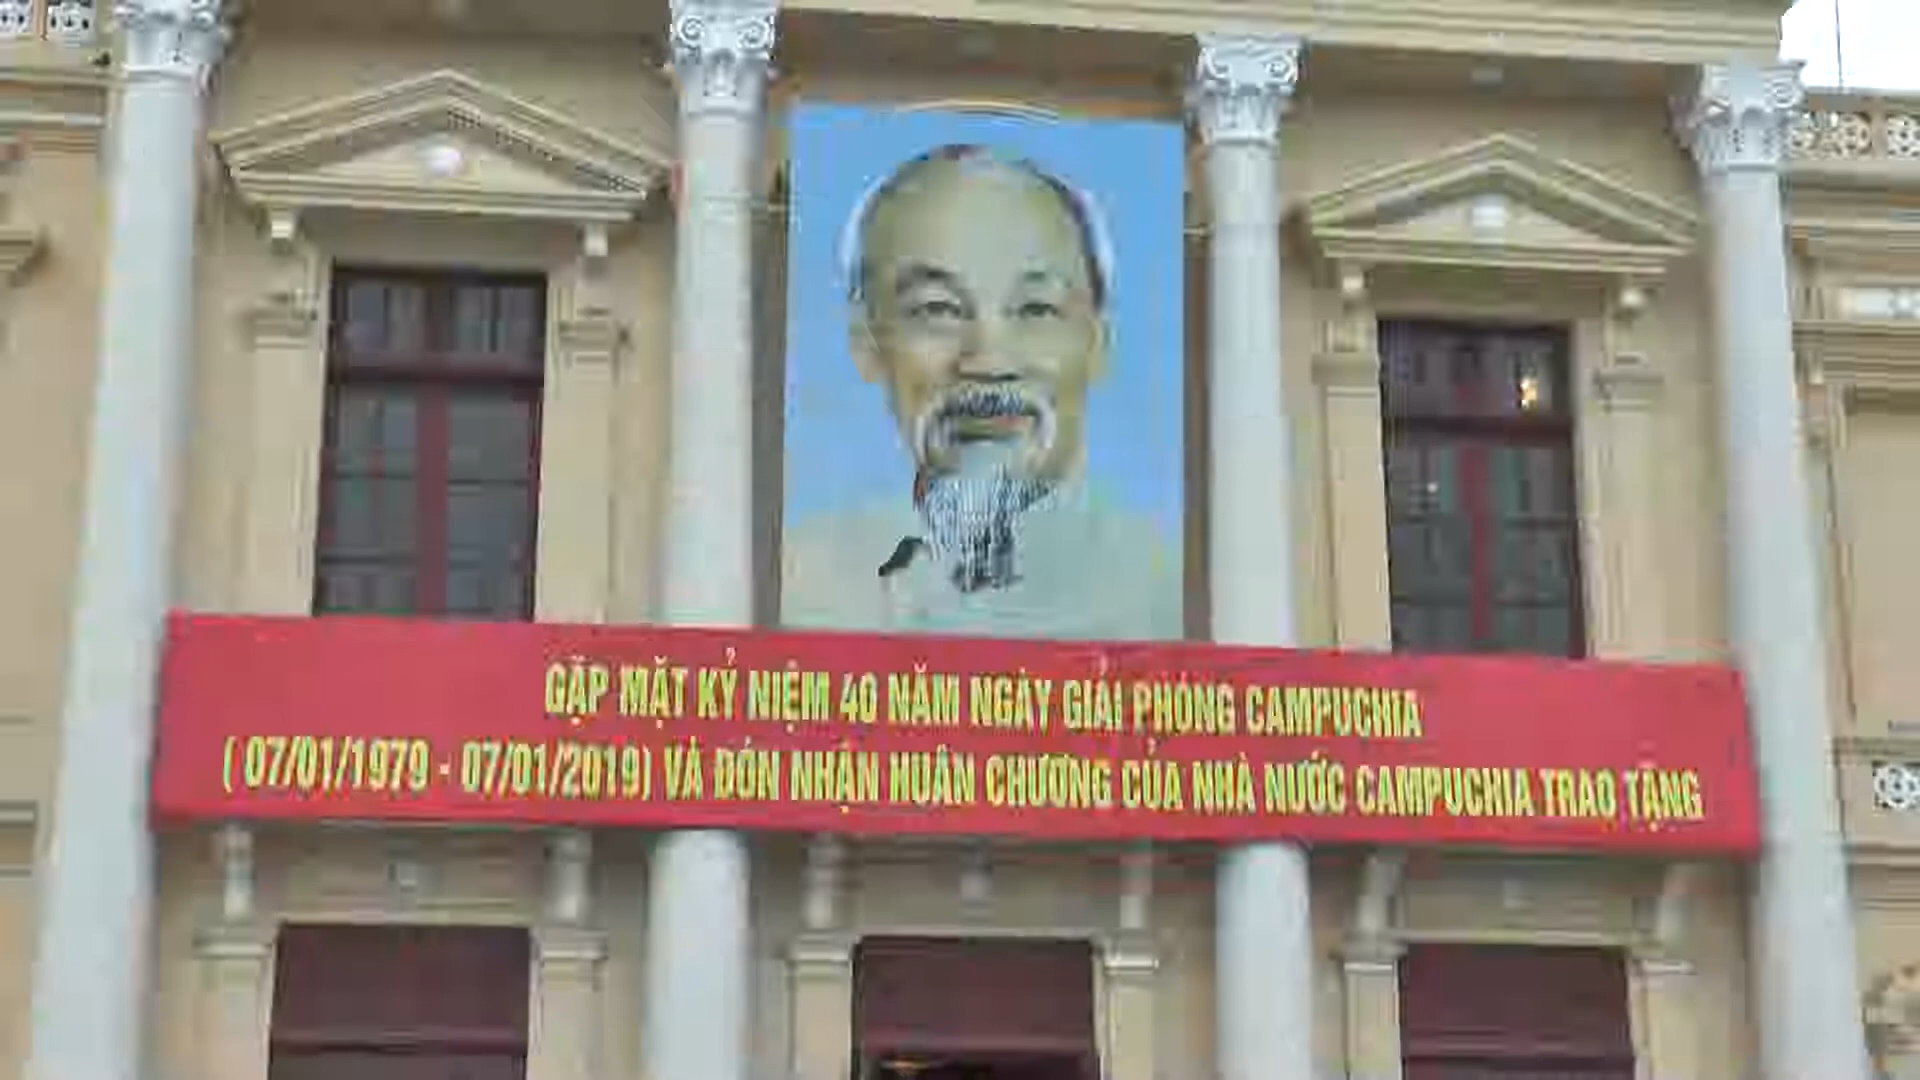 GẶP MẶT KỶ NIỆM 40 NĂM NGÀY GIẢI PHÓNG CAMPUCHIA
( 07/01/1979 - 07/01/2019) VÀ ĐÓN NHẬN HUÂN CHƯƠNG CỦA NHÀ NƯỚC CAMPUCHIA TRAO TẶNG